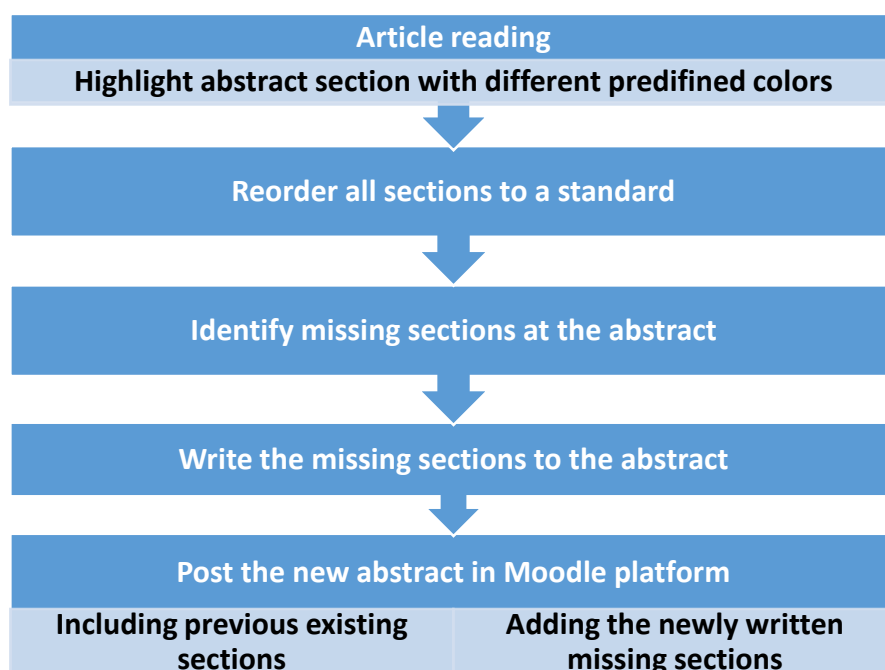 Article reading
Highlight abstract section with different predifined colors
Reorder all sections to a standard
Identify missing sections at the abstract
Write the missing sections to the abstract
Post the new abstract in Moodle platform
Including previous existing
sections
Adding the newly written
missing sections